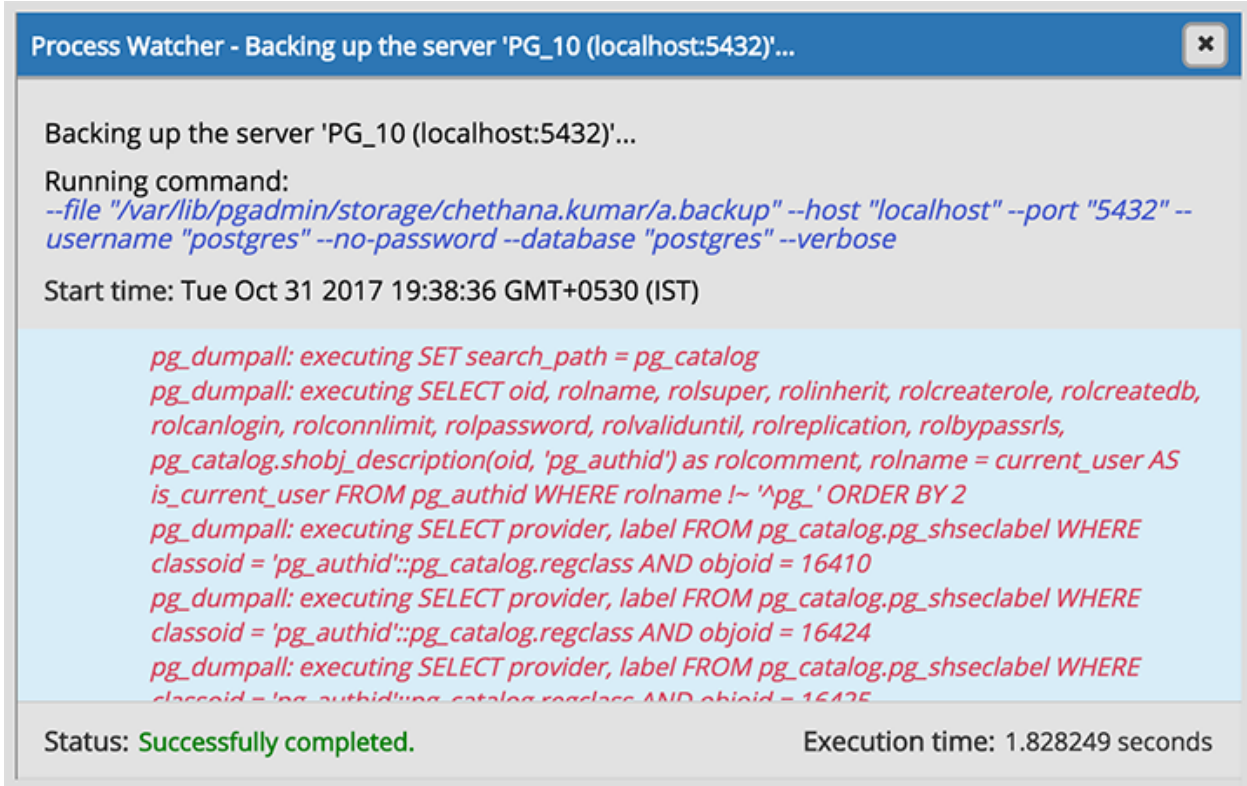 Process Watcher - Backing up the server 'PG_10 (localhost:5432)'...
Backing up the server 'PG_10 (localhost:5432)'...
Running command:
--file "/var/lib/pgadmin/storage/chethana.kumar/a.backup" --host "localhost" --port "5432" --
username "postgres" --no-password --database "postgres" --verbose
Start time: Tue Oct 31 2017 19:38:36 GMT+0530 (IST)
pg_dumpall: executing SET search_path = pg_catalog
pg_dumpall: executing SELECT oid, rolname, rolsuper, rolinherit, rolcreaterole, rolcreatedb,
rolcanlogin, rolconnlimit, rolpassword, rolvaliduntil, rolreplication, rolbypassrls,
pg_catalog.shobj_description(oid, 'pg_authid') as rolcomment, rolname = current_user AS
is_current_user FROM pg_authid WHERE rolname !~ '^pg_' ORDER BY 2
pg_dumpall: executing SELECT provider, label FROM pg_catalog.pg_shseclabel WHERE
classoid = 'pg_authid'::pg_catalog.regclass AND objoid = 16410
pg_dumpall: executing SELECT provider, label FROM pg_catalog.pg_shseclabel WHERE
classoid = 'pg_authid'::pg_catalog.regclass AND objoid = 16424
pg_dumpall: executing SELECT provider, label FROM pg_catalog.pg_shseclabel WHERE
classoid = 'pg_authid'::pg_catalog.regclass AND objoid = 16425
Status: Successfully completed.
Execution time: 1.828249 seconds